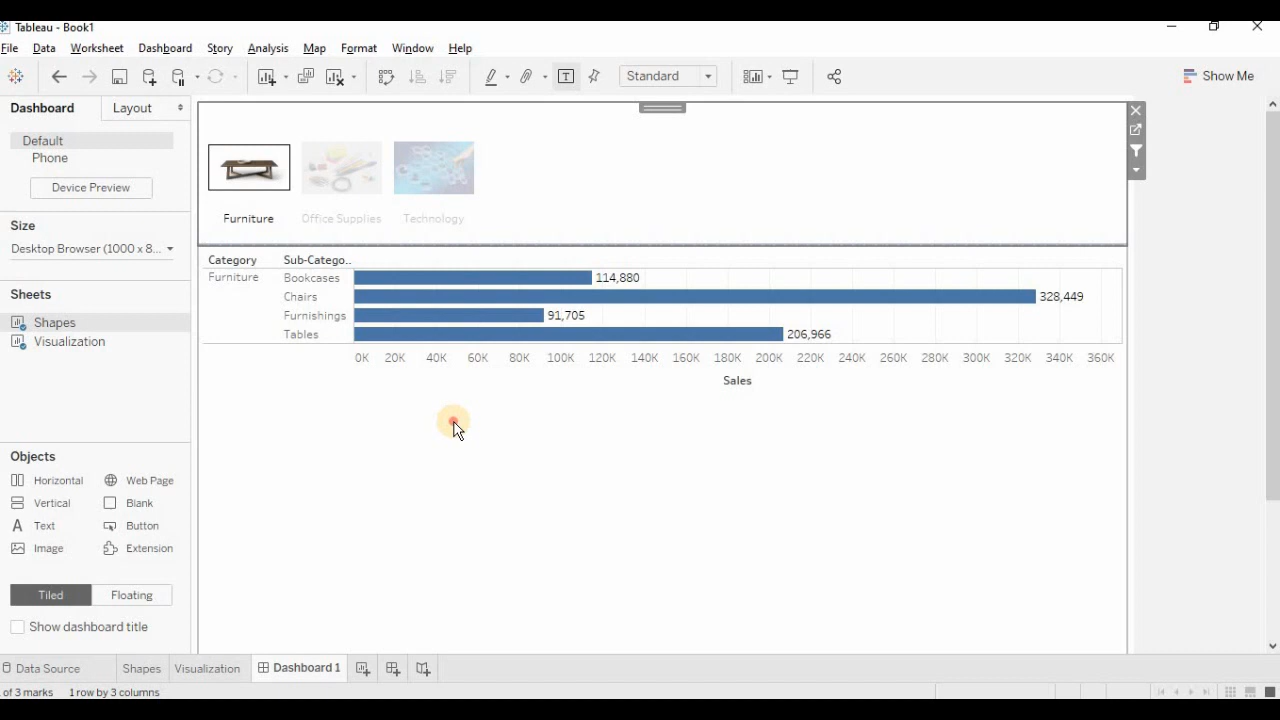 Tableau - Book1
File Data Worksheet Dashboard Story Analysis Map Format Window Help
Standard
Show Me
Dashboard Layout
Default
Phone
Device Preview
Size
Desktop Browser (1000 x 8...
Sheets
Shapes
Visualization
Objects
Horizontal Web Page
Vertical Blank
A Text Button
Image Extension
Tiled Floating
Show dashboard title
Furniture Office Supplies Technology
Category Sub-Catego..
Furniture Bookcases 114,880
Chairs 328,449
Furnishings 91,705
Tables 206,966
0K 20K 40K 60K 80K 100K 120K 140K 160K 180K 200K 220K 240K 260K 280K 300K 320K 340K 360K
Sales
Data Source Shapes Visualization Dashboard 1
of 3 marks 1 row by 3 columns